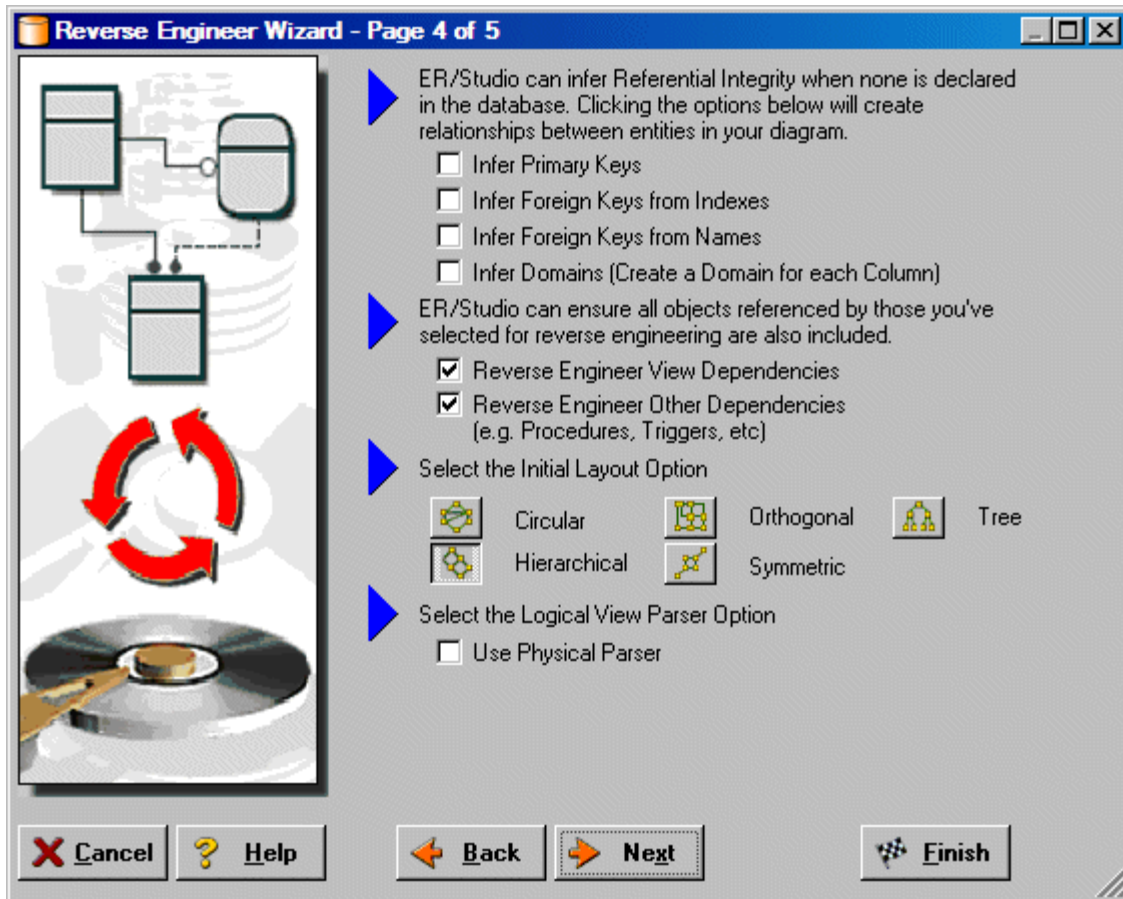 Reverse Engineer Wizard - Page 4 of 5
ER/Studio can infer Referential Integrity when none is declared
in the database. Clicking the options below will create
relationships between entities in your diagram.
Infer Primary Keys
Infer Foreign Keys from Indexes
Infer Foreign Keys from Names
Infer Domains (Create a Domain for each Column)
ER/Studio can ensure all objects referenced by those you've
selected for reverse engineering are also included.
Reverse Engineer View Dependencies
Reverse Engineer Other Dependencies
(e.g. Procedures, Triggers, etc)
Select the Initial Layout Option
Circular Orthogonal Tree
Hierarchical Symmetric
Select the Logical View Parser Option
Use Physical Parser
Cancel Help Back Next Finish